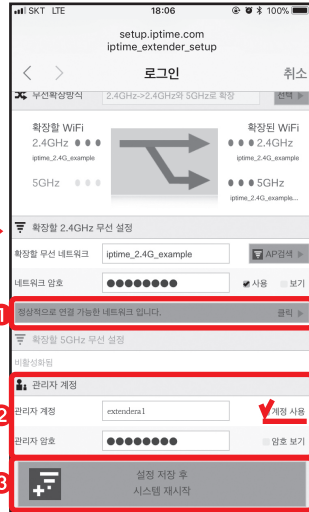 SKT LTE 18:06 100%
setup.iptime.com
iptime_extender_setup
로그인 취소
무선확장방식 2.4GHz->2.4GHz와 5GHz로 확장 선택
확장할 WiFi 확장된 WiFi
2.4GHz 2.4GHz
iptime_2.4G_example iptime_2.4G_example
5GHz 5GHz
iptime_2.4G_example...
확장할 2.4GHz 무선 설정
확장할 무선 네트워크 iptime_2.4G_example AP검색
네트워크 암호 ●●●●●●●● 사용 보기
1 정상적으로 연결 가능한 네트워크 입니다. 클릭
확장할 5GHz 무선 설정
비활성화됨
관리자 계정
2 관리자 계정 extendera1 계정 사용
관리자 암호 ●●●●●●●● 암호 보기
3 설정 저장 후
시스템 재시작